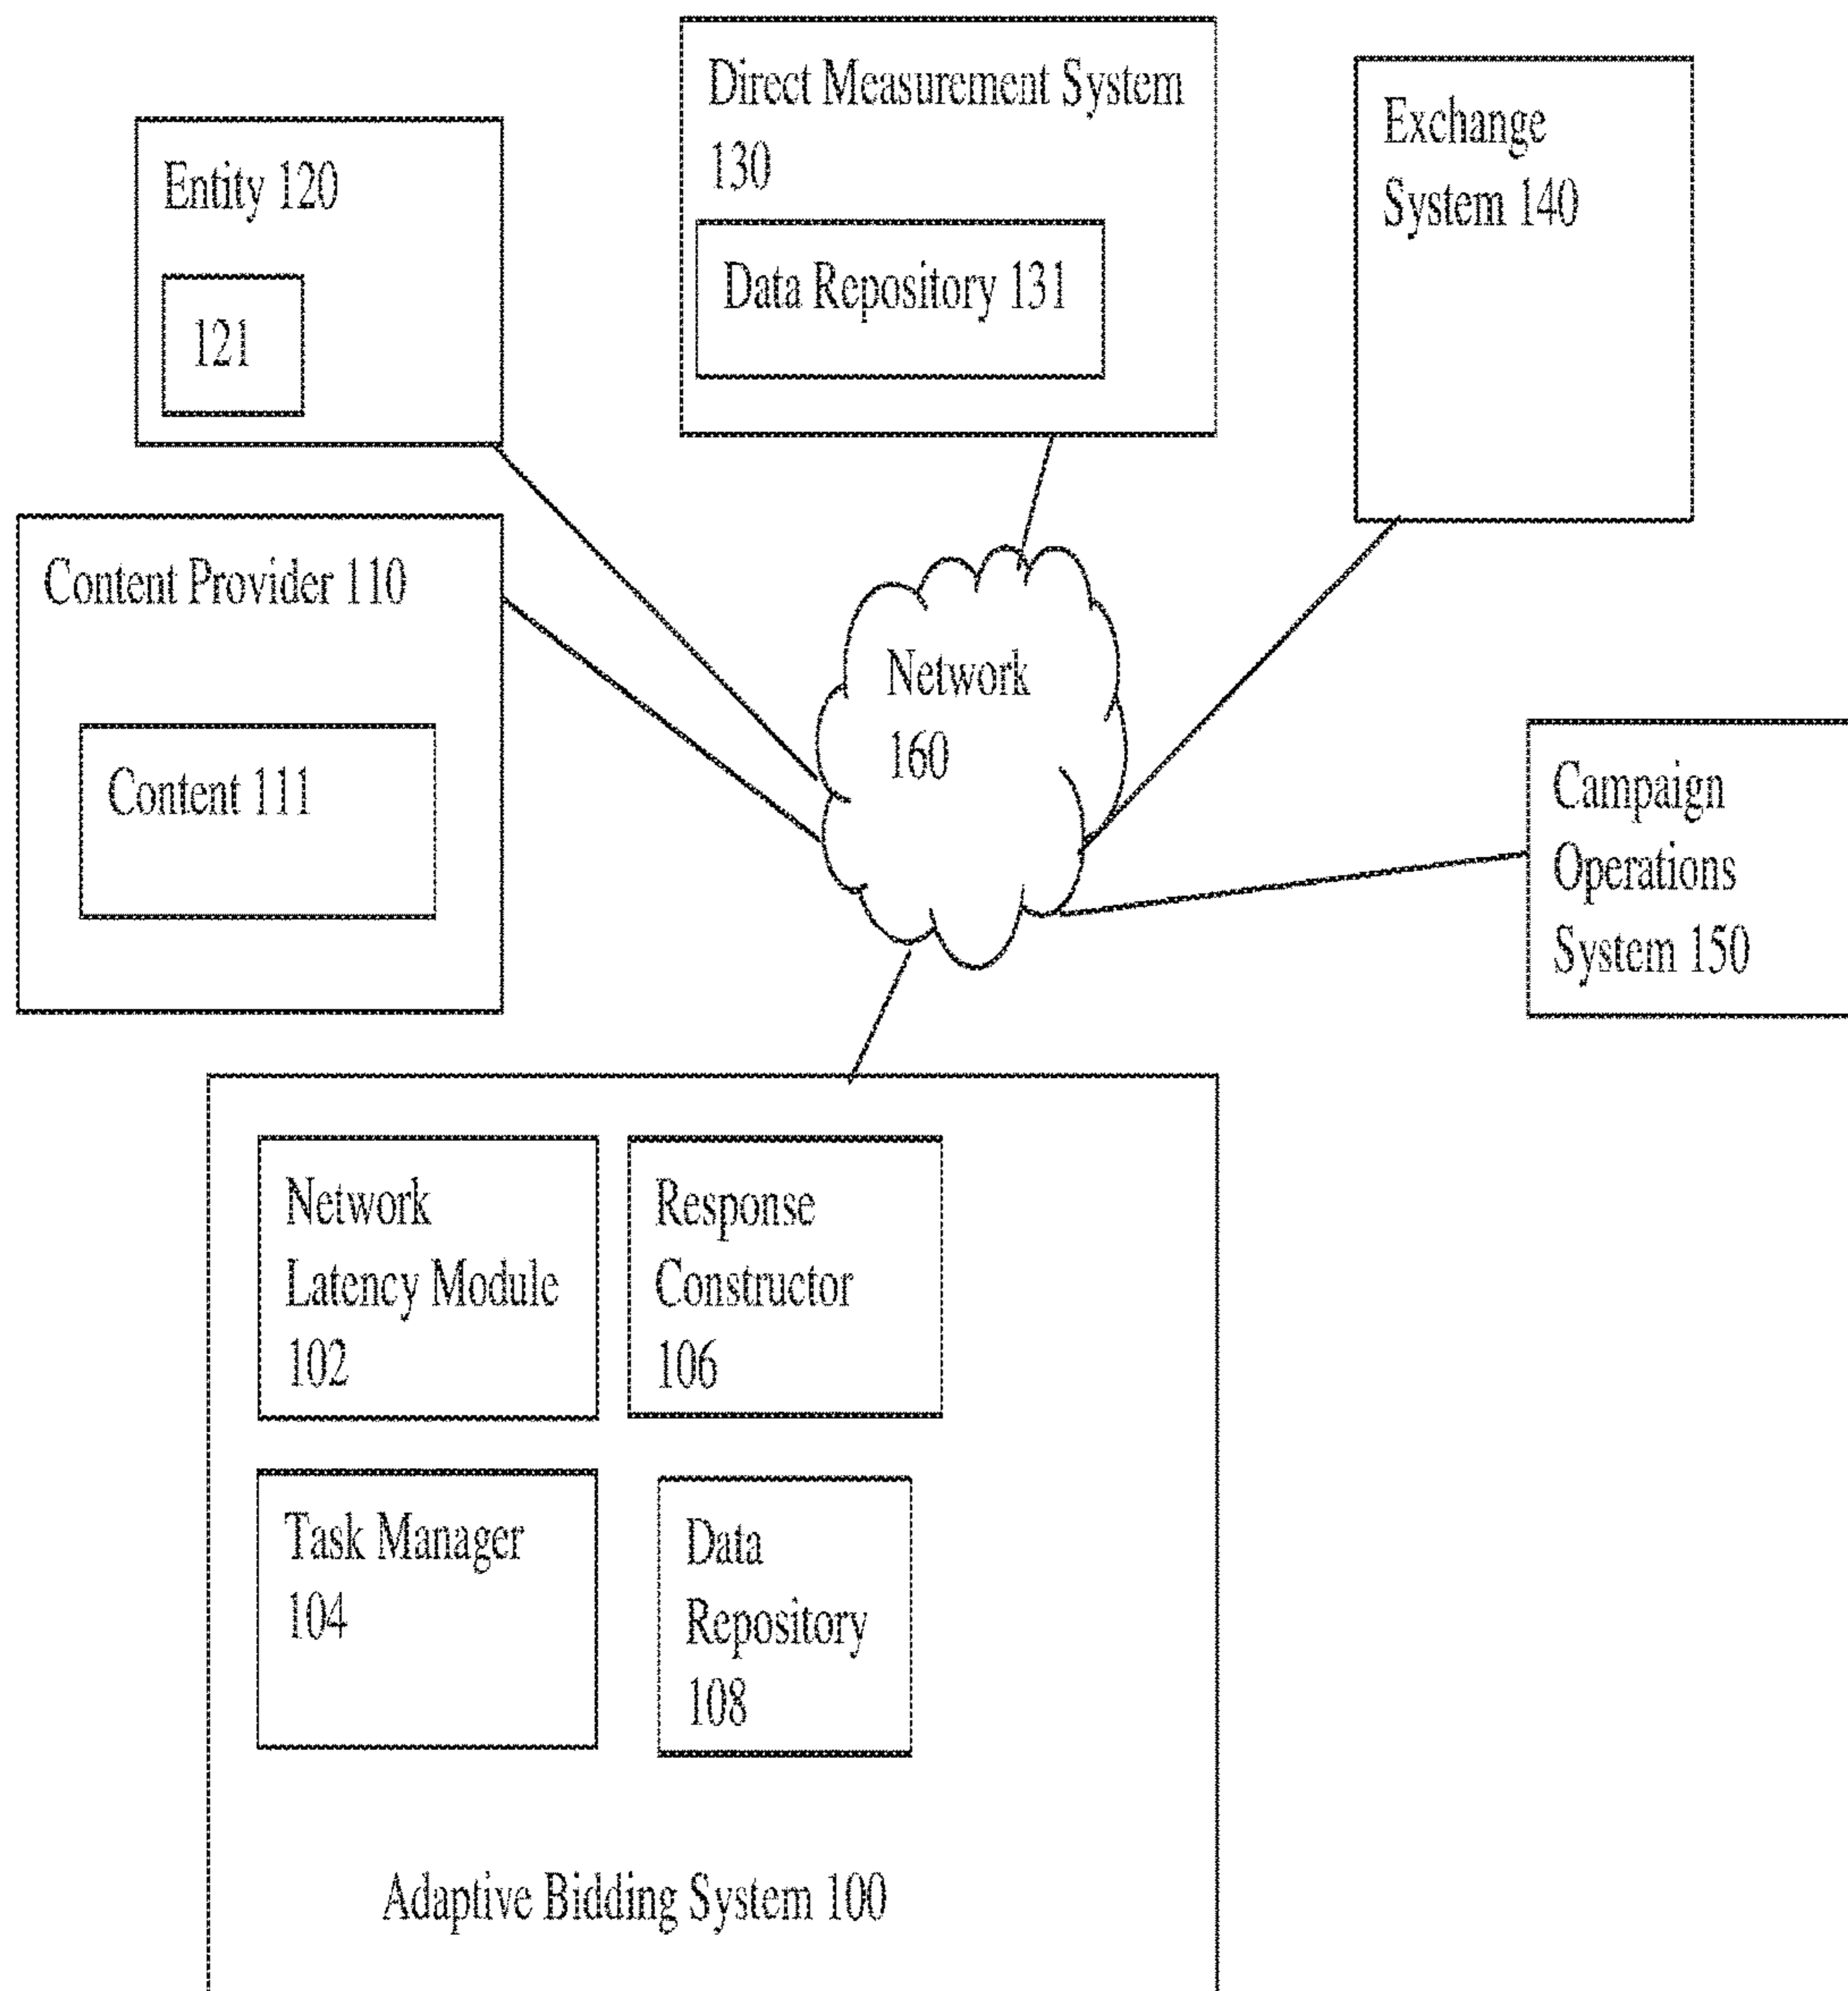 Direct Measurement System
130
Data Repository 131
Exchange
System 140
Entity 120
121
Content Provider 110
Content 111
Network
160
Campaign
Operations
System 150
Network
Latency Module
102
Response
Constructor
106
Task Manager
104
Data
Repository
108
Adaptive Bidding System 100